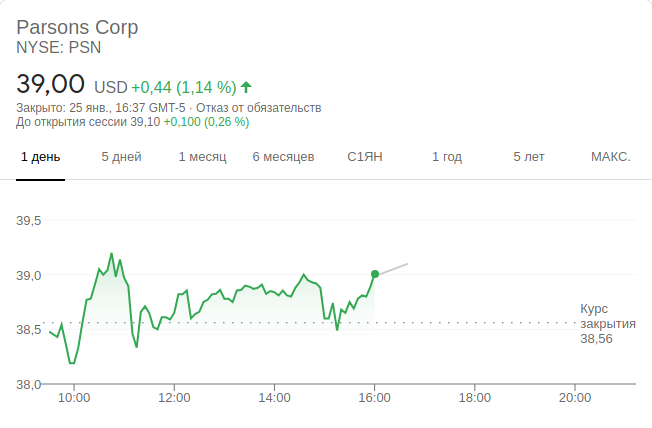 Parsons Corp
NYSE: PSN
39,00 USD +0,44 (1,14 %)
Закрыто: 25 янв., 16:37 GMT-5 · Отказ от обязательств
До открытия сессии 39,10 +0,100 (0,26 %)
1 день 5 дней 1 месяц 6 месяцев С1ЯН 1 год 5 лет МАКС.
39,5
39,0
38,5
38,0
Курс
закрытия
38,56
10:00 12:00 14:00 16:00 18:00 20:00